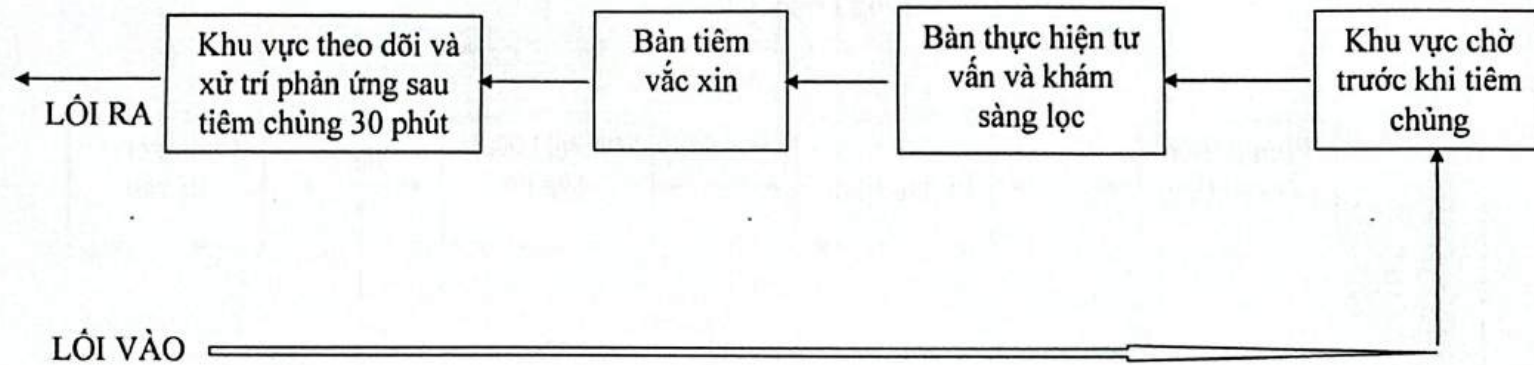 Khu vực theo dõi và
xử trí phản ứng sau
tiêm chủng 30 phút
Bàn tiêm
vắc xin
Bàn thực hiện tư
vấn và khám
sàng lọc
Khu vực chờ
trước khi tiêm
chủng
LỐI RA
LỐI VÀO